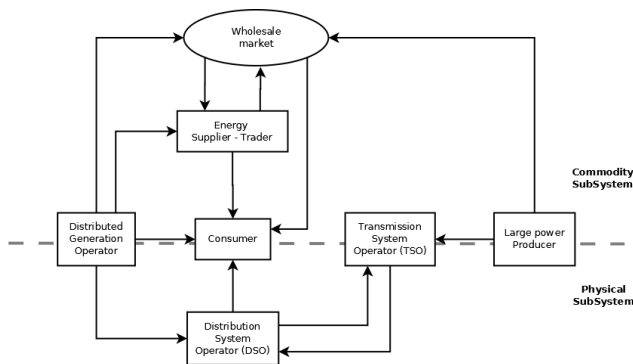 Wholesale
market
Energy
Supplier - Trader
Commodity
SubSystem
Distributed
Generation
Operator
Consumer
Transmission
System
Operator (TSO)
Large power
Producer
Physical
SubSystem
Distribution
System
Operator (DSO)